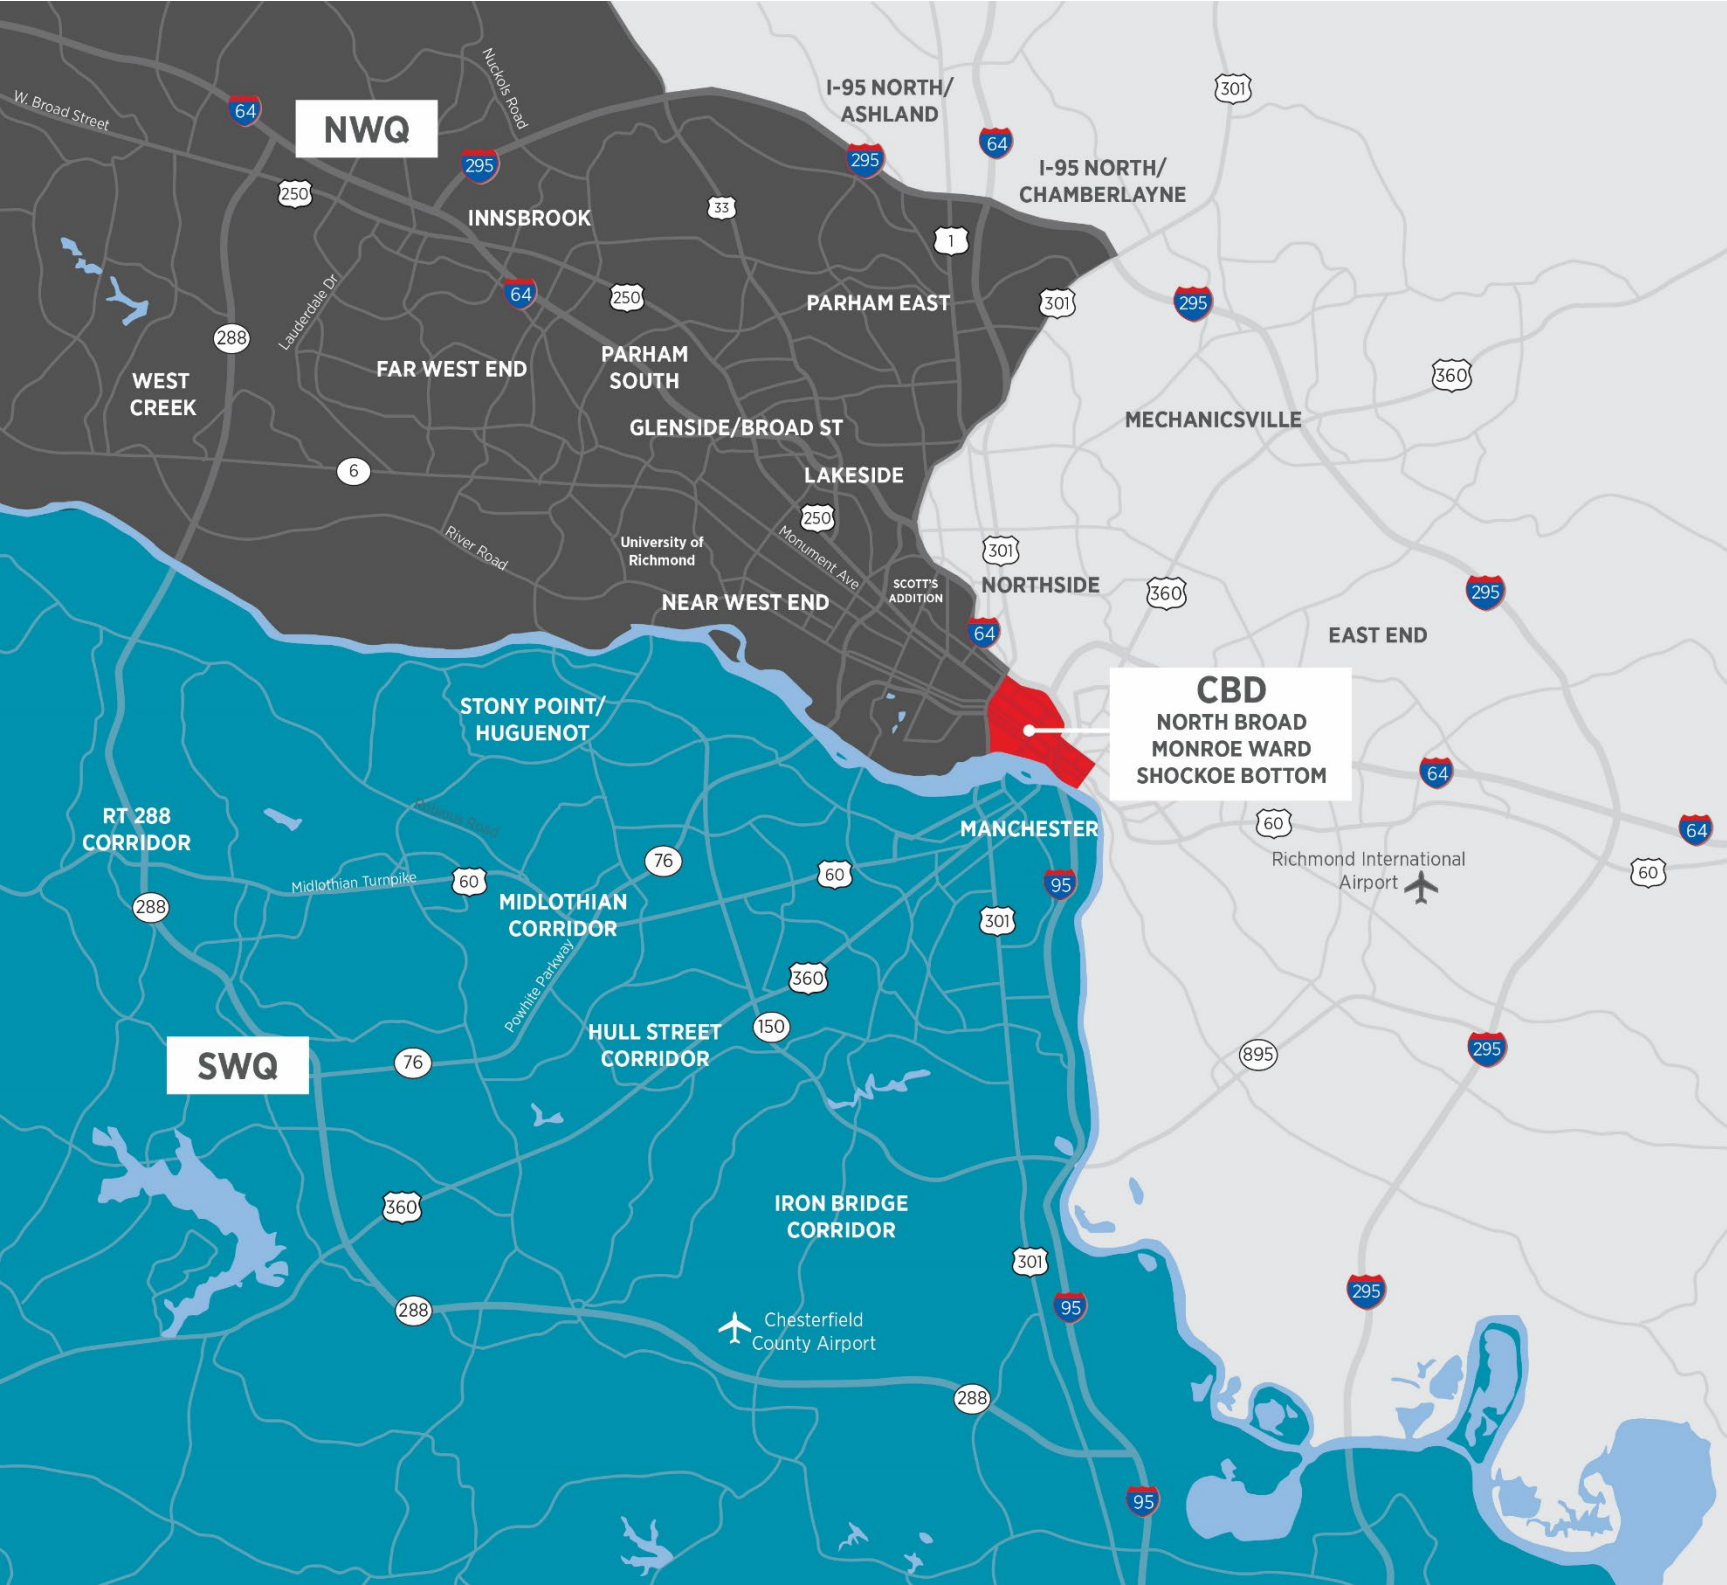 Nuckols Road
I-95 NORTH/
ASHLAND
301
W. Broad Street
64
NWQ
295
295
64
I-95 NORTH/
CHAMBERLAYNE
250
INNSBROOK
33
1
64
250
PARHAM EAST
301
295
Lauderdale Dr
288
FAR WEST END
PARHAM
SOUTH
360
WEST
CREEK
GLENSIDE/BROAD ST
MECHANICSVILLE
6
LAKESIDE
250
River Road
University of
Richmond
Monument Ave
301
SCOTT'S
ADDITION
NORTHSIDE
360
295
NEAR WEST END
64
EAST END
STONY POINT/
HUGUENOT
CBD
NORTH BROAD
MONROE WARD
SHOCKOE BOTTOM
64
RT 288
CORRIDOR
MANCHESTER
60
64
76
Richmond International
Airport
60
Midlothian Turnpike
60
60
95
288
MIDLOTHIAN
CORRIDOR
301
Powhite Parkway
360
HULL STREET
CORRIDOR
150
895
295
SWQ
76
360
IRON BRIDGE
CORRIDOR
301
295
288
95
Chesterfield
County Airport
288
95